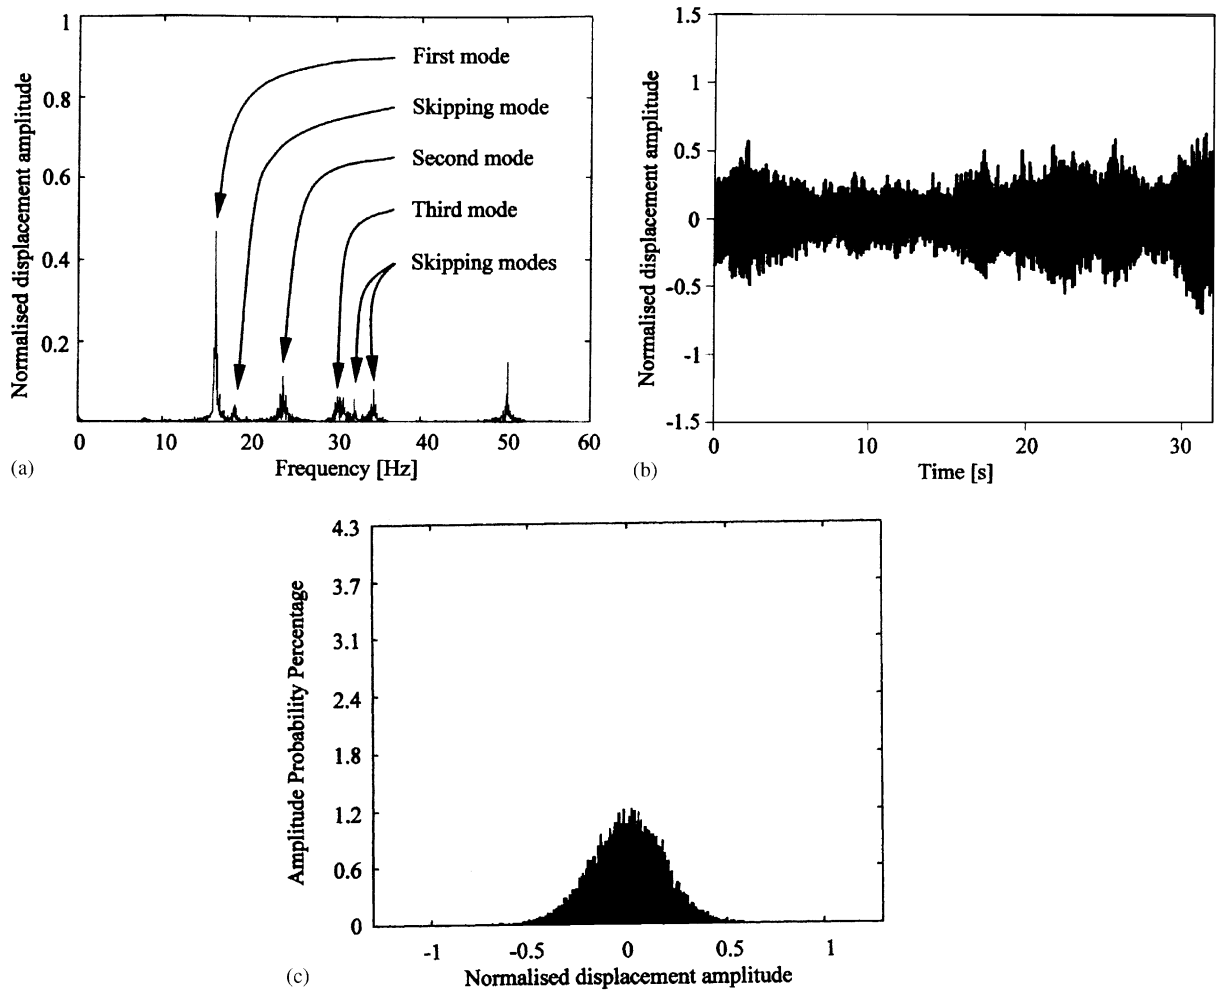 1
0.8
0.6
0.4
0.2
Normalised displacement amplitude
First mode
Skipping mode
Second mode
Third mode
Skipping modes
0 10 20 30 40 50 60
Frequency [Hz]
(a)
1.5
1
0.5
0
-0.5
-1
-1.5
Normalised displacement amplitude
0 10 20 30
Time [s]
(b)
4.3
3.7
3.1
2.4
1.8
1.2
0.6
0
Amplitude Probability Percentage
-1 -0.5 0 0.5 1
Normalised displacement amplitude
(c)